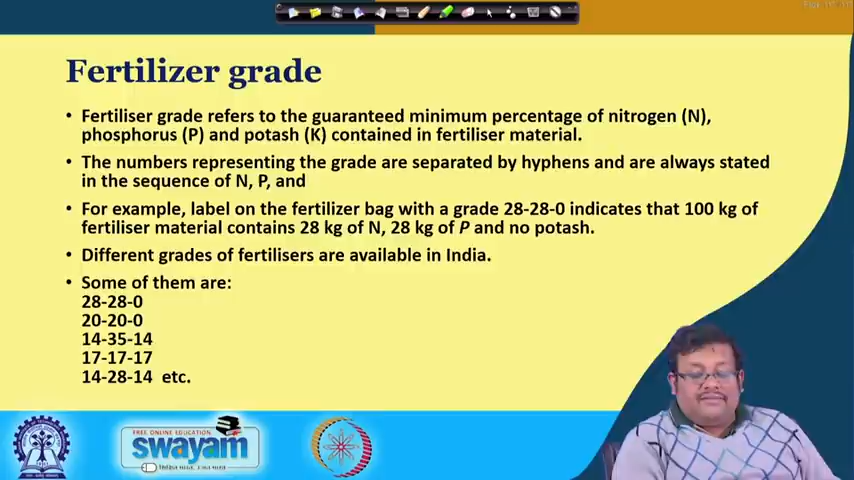 Fertilizer grade
• Fertiliser grade refers to the guaranteed minimum percentage of nitrogen (N),
phosphorus (P) and potash (K) contained in fertiliser material.
• The numbers representing the grade are separated by hyphens and are always stated
in the sequence of N, P, and
• For example, label on the fertilizer bag with a grade 28-28-0 indicates that 100 kg of
fertiliser material contains 28 kg of N, 28 kg of P and no potash.
• Different grades of fertilisers are available in India.
• Some of them are:
28-28-0
20-20-0
14-35-14
17-17-17
14-28-14 etc.
FREE ONLINE EDUCATION
swayam